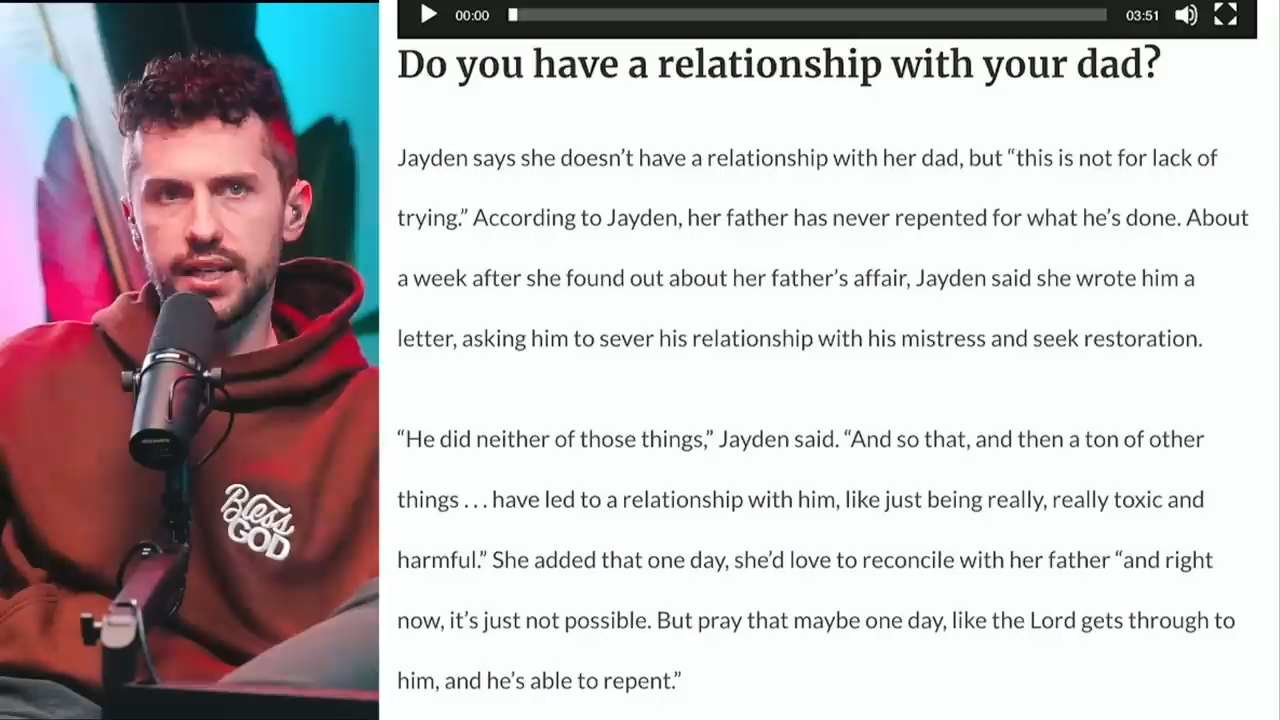 00:00
03:51
Do you have a relationship with your dad?
Jayden says she doesn’t have a relationship with her dad, but “this is not for lack of
trying.” According to Jayden, her father has never repented for what he’s done. About
a week after she found out about her father’s affair, Jayden said she wrote him a
letter, asking him to sever his relationship with his mistress and seek restoration.
“He did neither of those things,” Jayden said. “And so that, and then a ton of other
things . . . have led to a relationship with him, like just being really, really toxic and
harmful.” She added that one day, she’d love to reconcile with her father “and right
now, it’s just not possible. But pray that maybe one day, like the Lord gets through to
him, and he’s able to repent.”
Bless
GOD